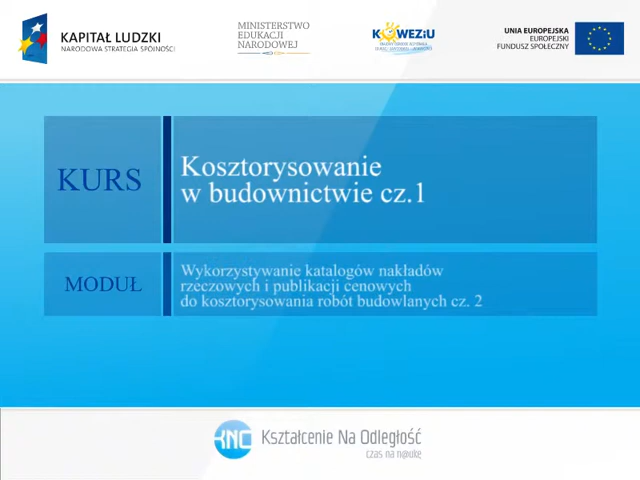 KAPITAŁ LUDZKI
NARODOWA STRATEGIA SPÓJNOŚCI
MINISTERSTWO
EDUKACJI
NARODOWEJ
KOWEZiU
UNIA EUROPEJSKA
EUROPEJSKI
FUNDUSZ SPOŁECZNY
KURS
Kosztorysowanie
w budownictwie cz.1
MODUŁ
Wykorzystywanie katalogów nakładów
rzeczowych i publikacji cenowych
do kosztorysowania robót budowlanych cz. 2
KNO Kształcenie Na Odległość
czas na n@ukę